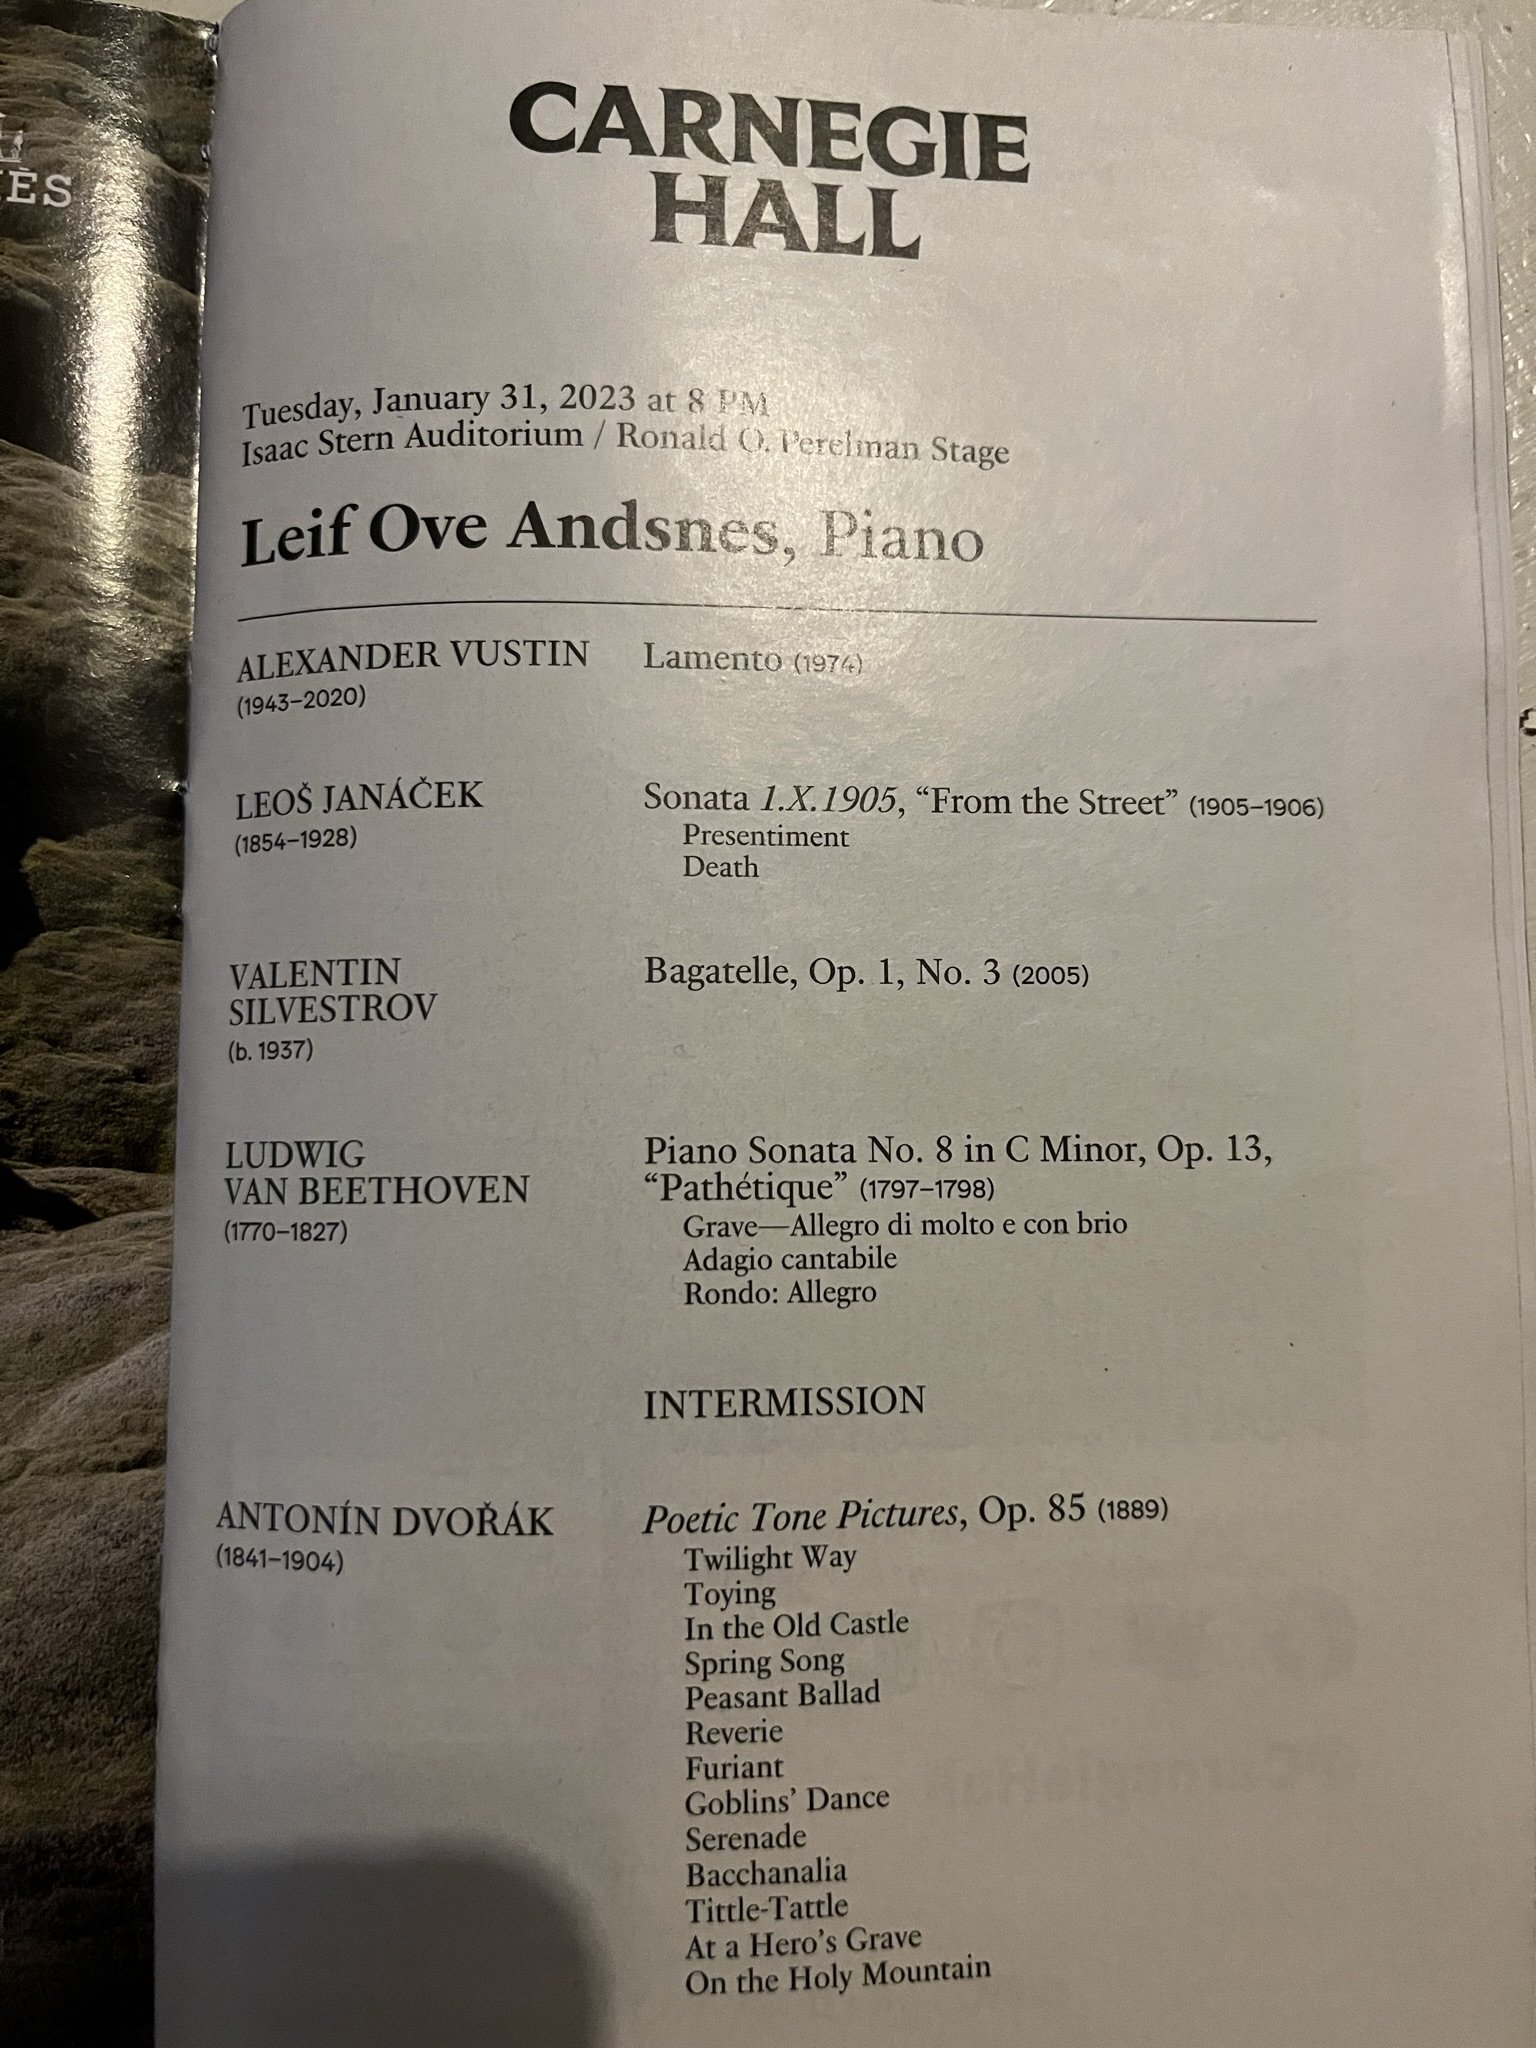 CARNEGIE
HALL
Tuesday, January 31, 2023 at 8 PM
Isaac Stern Auditorium / Ronald O. Perelman Stage
Leif Ove Andsnes, Piano
ALEXANDER VUSTIN Lamento (1974)
(1943–2020)
LEOŠ JANÁČEK Sonata 1.X.1905, “From the Street” (1905–1906)
(1854–1928) Presentiment
Death
VALENTIN Bagatelle, Op. 1, No. 3 (2005)
SILVESTROV
(b. 1937)
LUDWIG Piano Sonata No. 8 in C Minor, Op. 13,
VAN BEETHOVEN “Pathétique” (1797–1798)
(1770–1827) Grave—Allegro di molto e con brio
Adagio cantabile
Rondo: Allegro
INTERMISSION
ANTONÍN DVOŘÁK Poetic Tone Pictures, Op. 85 (1889)
(1841–1904) Twilight Way
Toying
In the Old Castle
Spring Song
Peasant Ballad
Reverie
Furiant
Goblins’ Dance
Serenade
Bacchanalia
Tittle-Tattle
At a Hero’s Grave
On the Holy Mountain